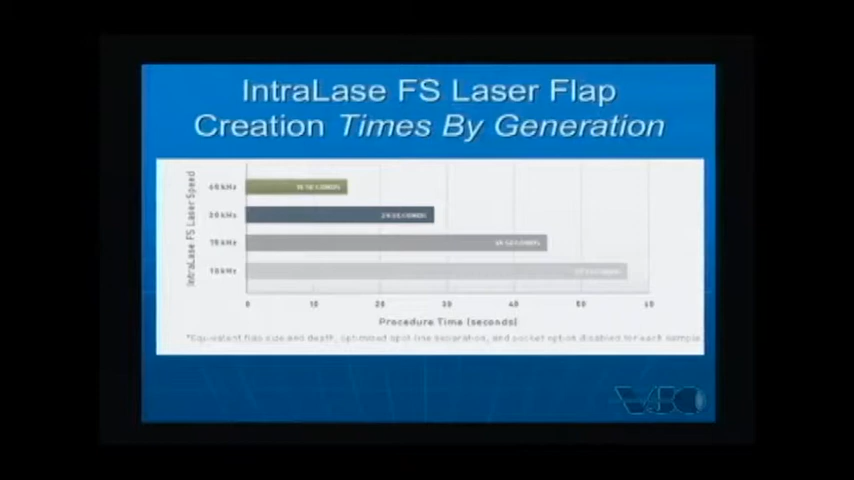 IntraLase FS Laser Flap
Creation Times By Generation
IntraLase FS Laser Speed
60 kHz
30 kHz
15 kHz
10 kHz
0 10 20 30 40 50 60
Procedure Time (seconds)
*Equivalent flap size and depth, optimized spot line separation, and pocket option disabled for each sample.